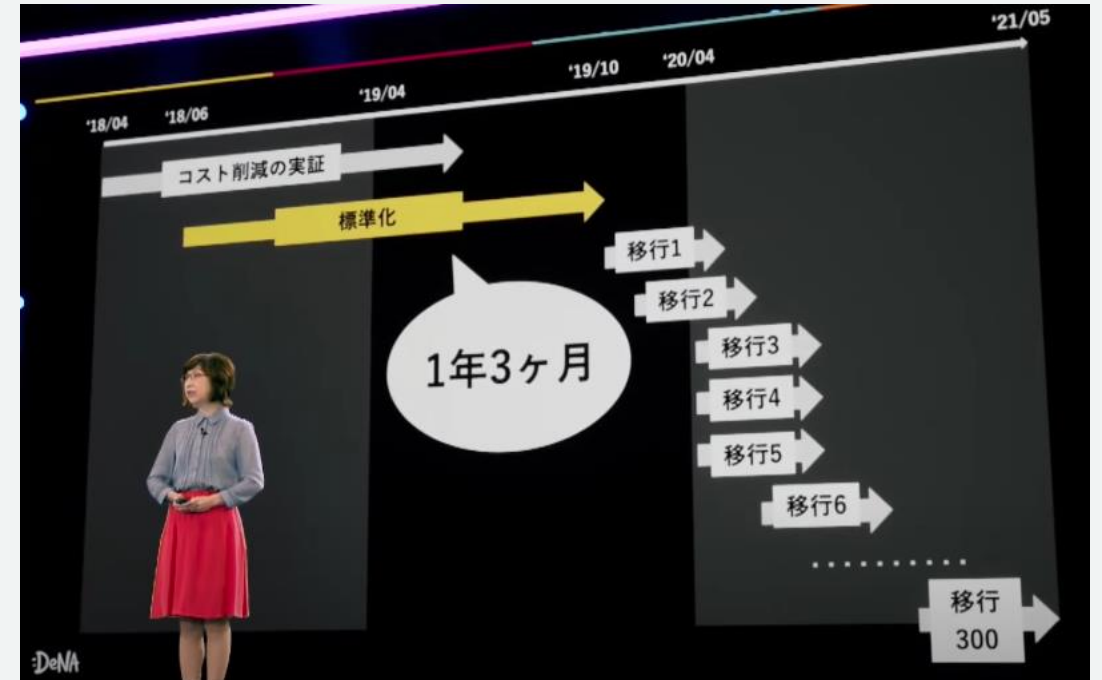 '18/04
'18/06
'19/04
'19/10
'20/04
'21/05
コスト削減の実証
標準化
1年3ヶ月
移行1
移行2
移行3
移行4
移行5
移行6
..........
移行
300
:DeNA